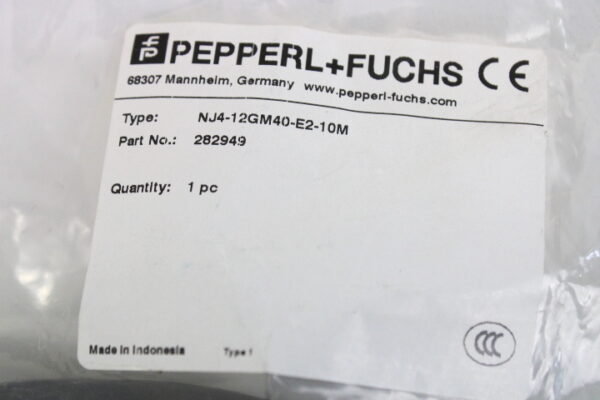 PEPPERL+FUCHS CE
68307 Mannheim, Germany www.pepperl-fuchs.com
Type: NJ4-12GM40-E2-10M
Part No.: 282949
Quantity: 1 pc
Made in Indonesia Type 1
CCC